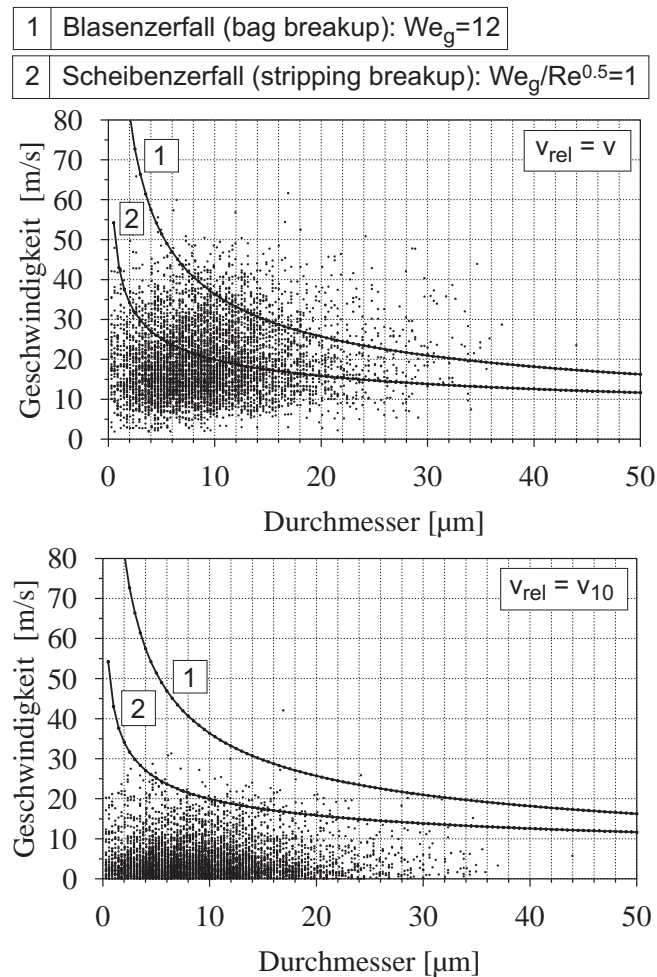 1 Blasenzerfall (bag breakup): We_g=12
2 Scheibenzerfall (stripping breakup): We_g/Re^0.5=1
80
70
60
50
40
30
20
10
0
Geschwindigkeit [m/s]
1
2
v_rel = v
0 10 20 30 40 50
Durchmesser [µm]
80
70
60
50
40
30
20
10
0
Geschwindigkeit [m/s]
1
2
v_rel = v_10
0 10 20 30 40 50
Durchmesser [µm]